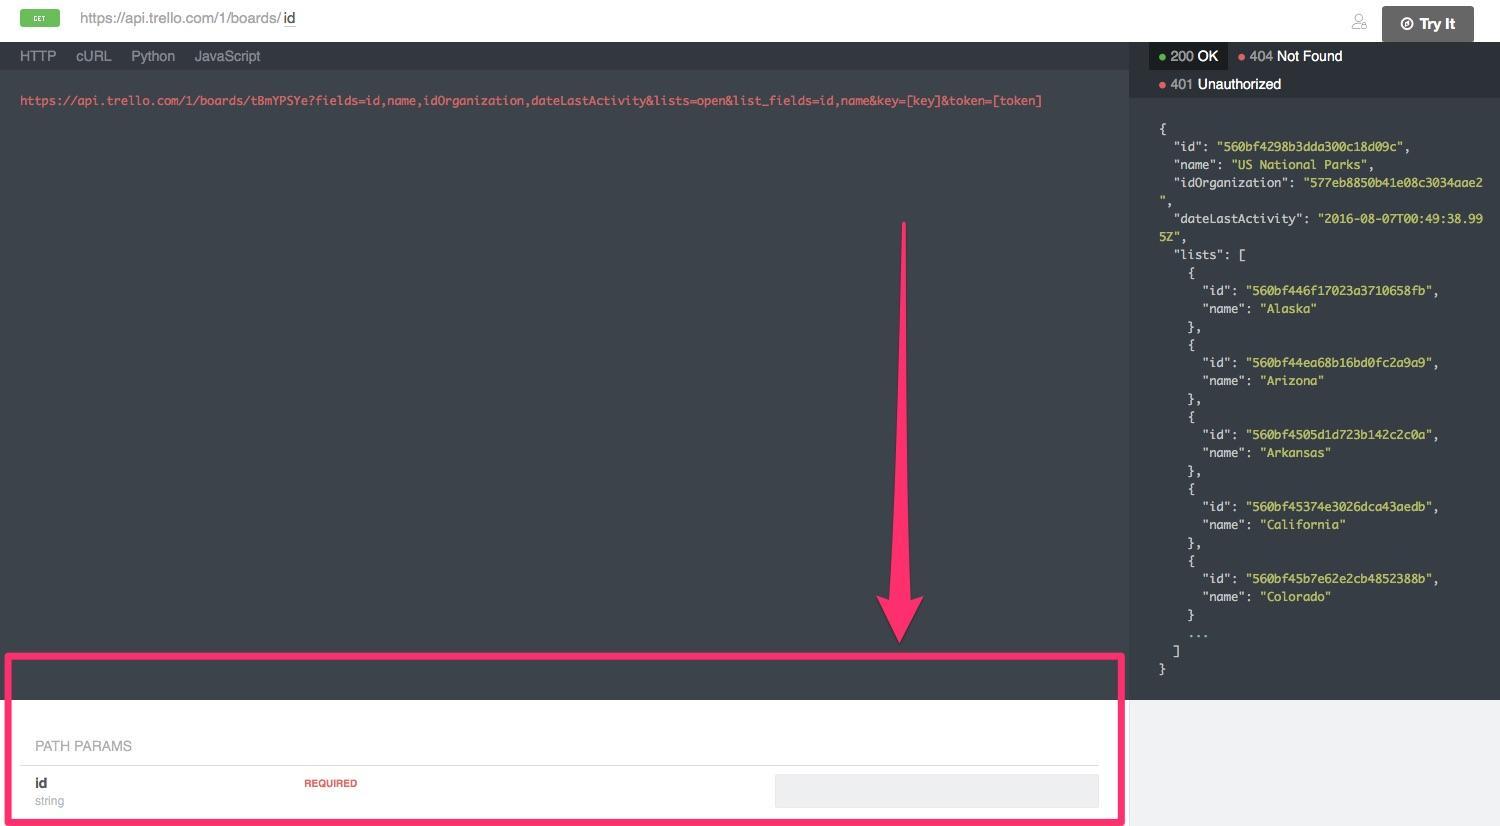 GET https://api.trello.com/1/boards/id
Try It
HTTP cURL Python JavaScript
https://api.trello.com/1/boards/tBmYPSYe?fields=id,name,idOrganization,dateLastActivity&lists=open&list_fields=id,name&key=[key]&token=[token]
200 OK 404 Not Found
401 Unauthorized
{
"id": "560bf4298b3dda300c18d09c",
"name": "US National Parks",
"idOrganization": "577eb8850b41e08c3034aae2
",
"dateLastActivity": "2016-08-07T00:49:38.99
5Z",
"lists": [
{
"id": "560bf446f17023a3710658fb",
"name": "Alaska"
},
{
"id": "560bf44ea68b16bd0fc2a9a9",
"name": "Arizona"
},
{
"id": "560bf4505d1d723b142c2c0a",
"name": "Arkansas"
},
{
"id": "560bf45374e3026dca43aedb",
"name": "California"
},
{
"id": "560bf45b7e62e2cb4852388b",
"name": "Colorado"
}
...
]
}
PATH PARAMS
id REQUIRED
string